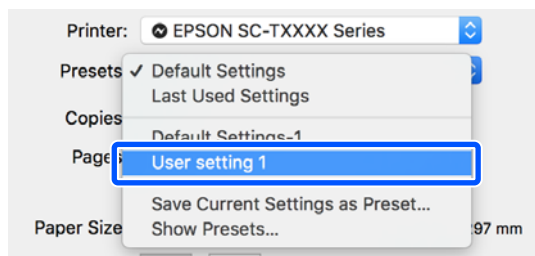 Printer: EPSON SC-TXXXX Series
Presets ✓ Default Settings
Last Used Settings
Copies
Default Settings-1
Pages User setting 1
Save Current Settings as Preset...
Paper Size Show Presets... 97 mm